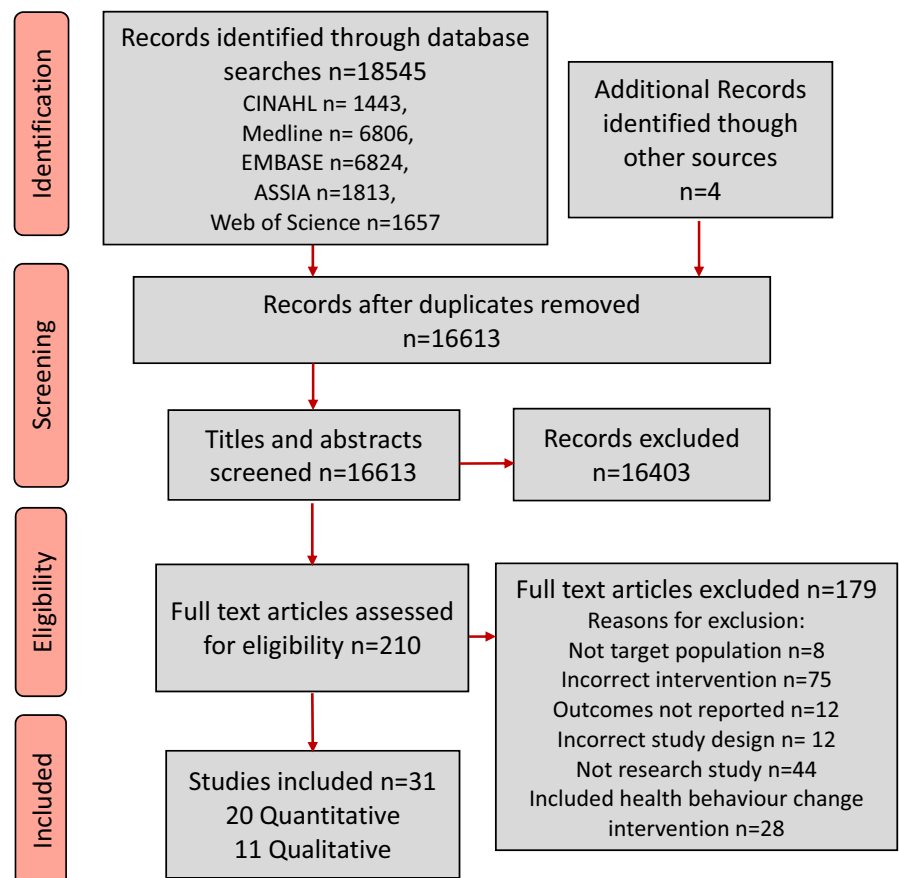 Identification
Records identified through database
searches n=18545
CINAHL n= 1443,
Medline n= 6806,
EMBASE n=6824,
ASSIA n=1813,
Web of Science n=1657
Additional Records
identified though
other sources
n=4
Screening
Records after duplicates removed
n=16613
Titles and abstracts
screened n=16613
Records excluded
n=16403
Eligibility
Full text articles assessed
for eligibility n=210
Full text articles excluded n=179
Reasons for exclusion:
Not target population n=8
Incorrect intervention n=75
Outcomes not reported n=12
Incorrect study design n= 12
Not research study n=44
Included health behaviour change
intervention n=28
Included
Studies included n=31
20 Quantitative
11 Qualitative